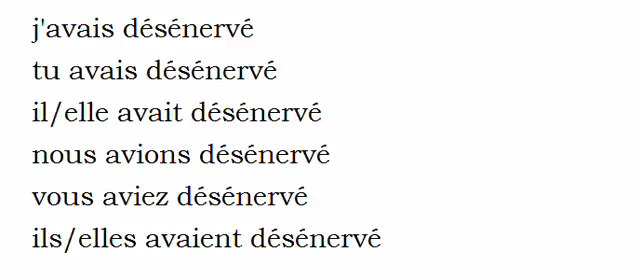 j'avais désénervé
tu avais désénervé
il/elle avait désénervé
nous avions désénervé
vous aviez désénervé
ils/elles avaient désénervé